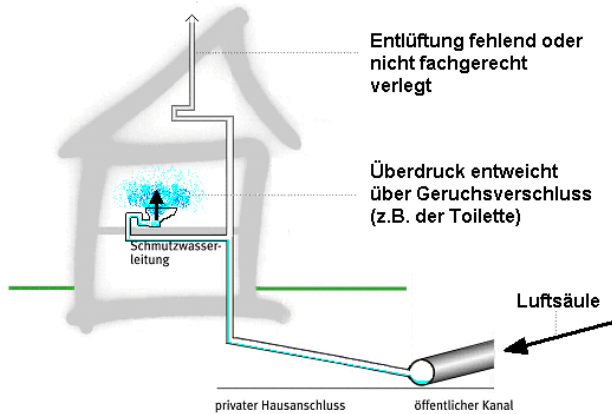 Entlüftung fehlend oder
nicht fachgerecht
verlegt
Überdruck entweicht
über Geruchsverschluss
(z.B. der Toilette)
Schmutzwasser-
leitung
Luftsäule
privater Hausanschluss
öffentlicher Kanal